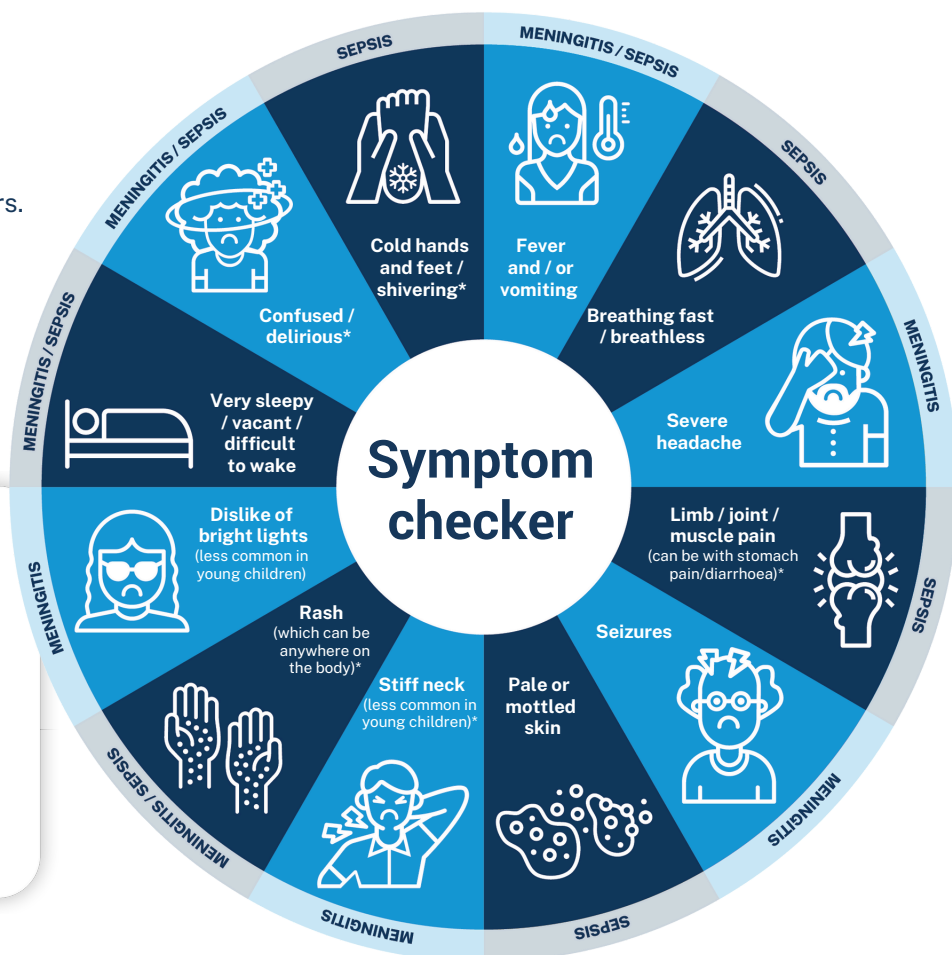 rs.
Symptom
checker
MENINGITIS / SEPSIS
Fever
and / or
vomiting
SEPSIS
Breathing fast
/ breathless
MENINGITIS
Severe
headache
SEPSIS
Limb / joint /
muscle pain
(can be with stomach
pain/diarrhoea)*
MENINGITIS
Seizures
SEPSIS
Pale or
mottled
skin
MENINGITIS
Stiff neck
(less common in
young children)*
MENINGITIS / SEPSIS
Rash
(which can be
anywhere on
the body)*
MENINGITIS
Dislike of
bright lights
(less common in
young children)
MENINGITIS / SEPSIS
Very sleepy
/ vacant /
difficult
to wake
MENINGITIS / SEPSIS
Confused /
delirious*
SEPSIS
Cold hands
and feet /
shivering*